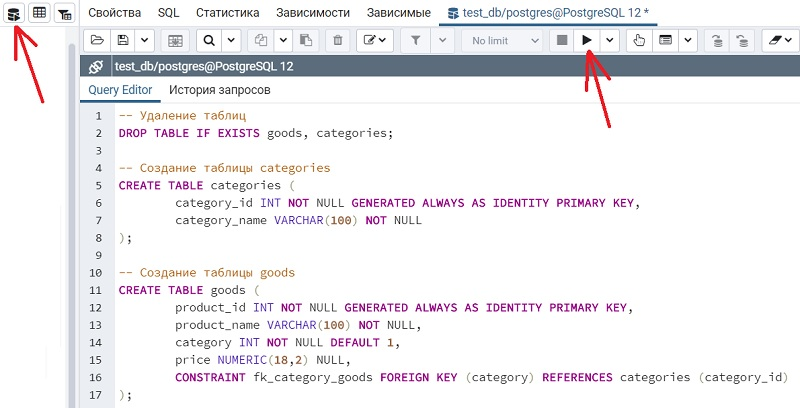 Свойства SQL Статистика Зависимости Зависимые test_db/postgres@PostgreSQL 12 *
No limit
test_db/postgres@PostgreSQL 12
Query Editor История запросов
1 -- Удаление таблиц
2 DROP TABLE IF EXISTS goods, categories;
3
4 -- Создание таблицы categories
5 CREATE TABLE categories (
6 category_id INT NOT NULL GENERATED ALWAYS AS IDENTITY PRIMARY KEY,
7 category_name VARCHAR(100) NOT NULL
8 );
9
10 -- Создание таблицы goods
11 CREATE TABLE goods (
12 product_id INT NOT NULL GENERATED ALWAYS AS IDENTITY PRIMARY KEY,
13 product_name VARCHAR(100) NOT NULL,
14 category INT NOT NULL DEFAULT 1,
15 price NUMERIC(18,2) NULL,
16 CONSTRAINT fk_category_goods FOREIGN KEY (category) REFERENCES categories (category_id)
17 );